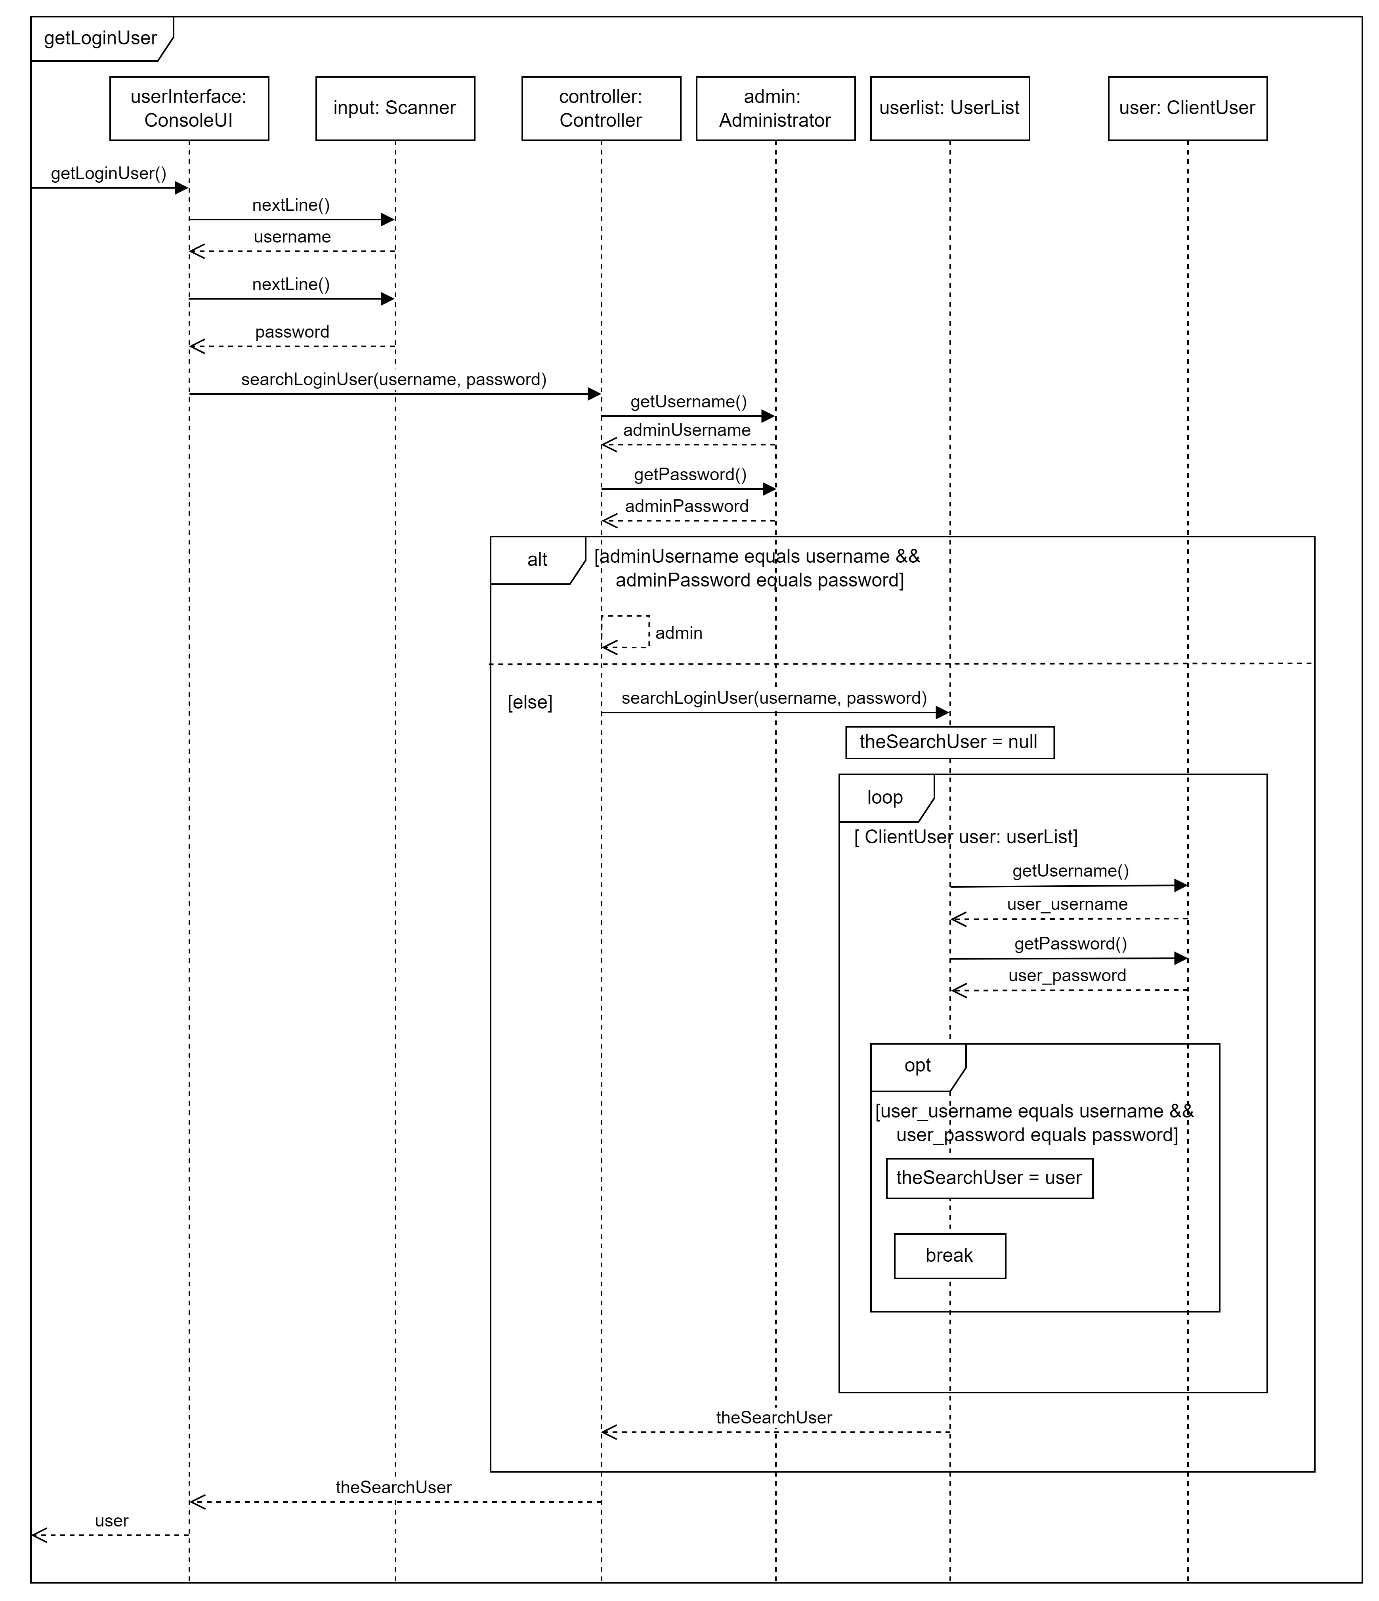 getLoginUser
userInterface:
ConsoleUI
input: Scanner
controller:
Controller
admin:
Administrator
userlist: UserList
user: ClientUser
getLoginUser()
nextLine()
username
nextLine()
password
searchLoginUser(username, password)
getUsername()
adminUsername
getPassword()
adminPassword
alt
[adminUsername equals username &&
adminPassword equals password]
admin
[else]
searchLoginUser(username, password)
theSearchUser = null
loop
[ ClientUser user: userList]
getUsername()
user_username
getPassword()
user_password
opt
[user_username equals username &&
user_password equals password]
theSearchUser = user
break
theSearchUser
theSearchUser
user